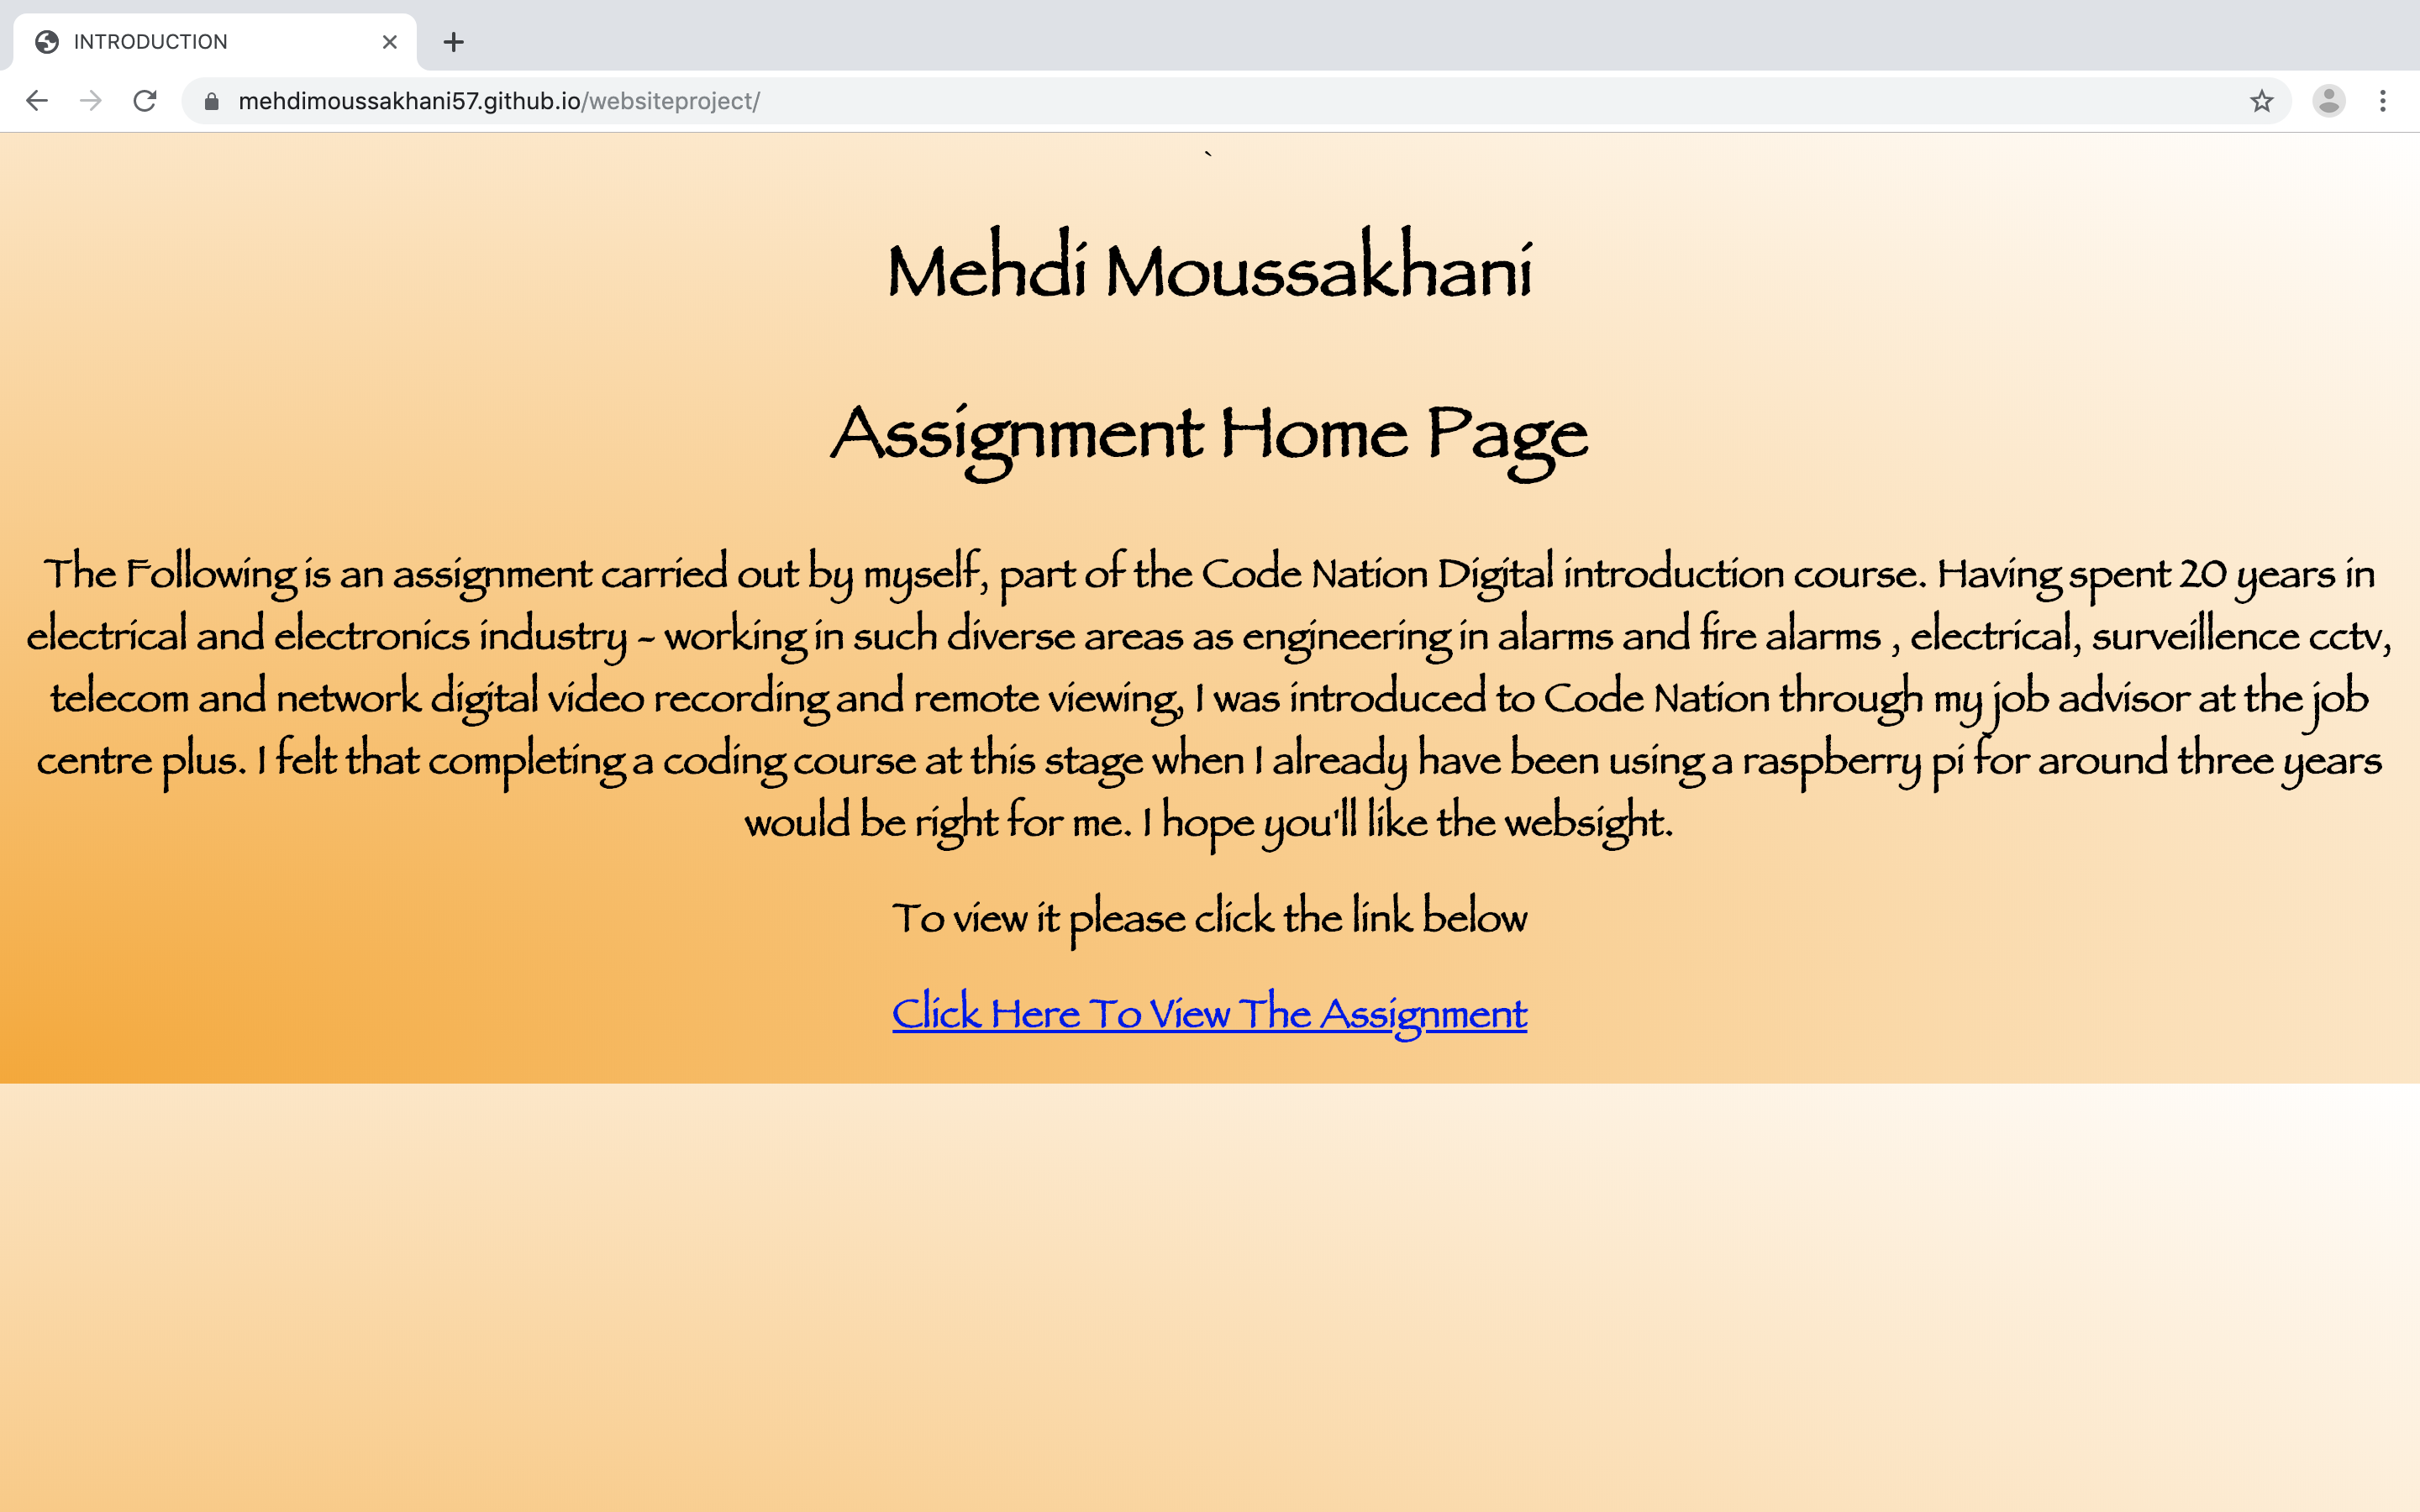 INTRODUCTION
mehdimoussakhani57.github.io/websiteproject/
`
Mehdi Moussakhani
Assignment Home Page
The Following is an assignment carried out by myself, part of the Code Nation Digital introduction course. Having spent 20 years in
electrical and electronics industry - working in such diverse areas as engineering in alarms and fire alarms , electrical, surveillence cctv,
telecom and network digital video recording and remote viewing, I was introduced to Code Nation through my job advisor at the job
centre plus. I felt that completing a coding course at this stage when I already have been using a raspberry pi for around three years
would be right for me. I hope you'll like the websight.
To view it please click the link below
Click Here To View The Assignment